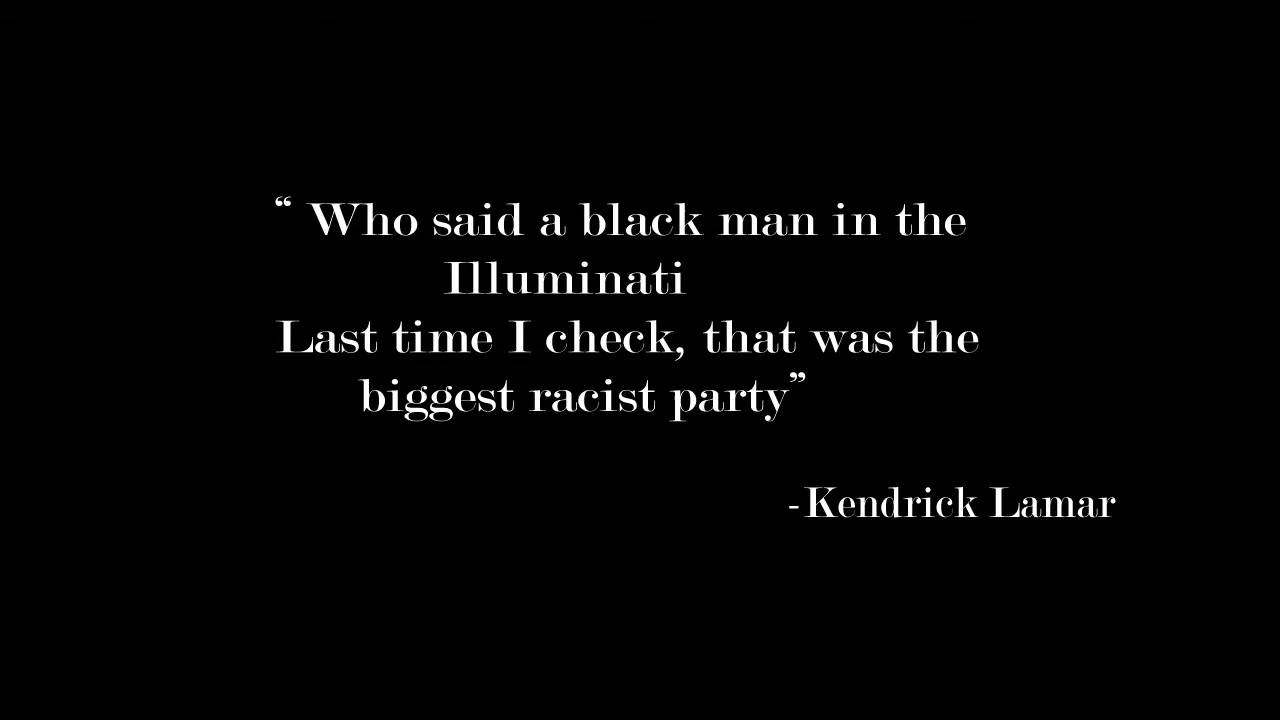 “ Who said a black man in the
Illuminati
Last time I check, that was the
biggest racist party”
-Kendrick Lamar